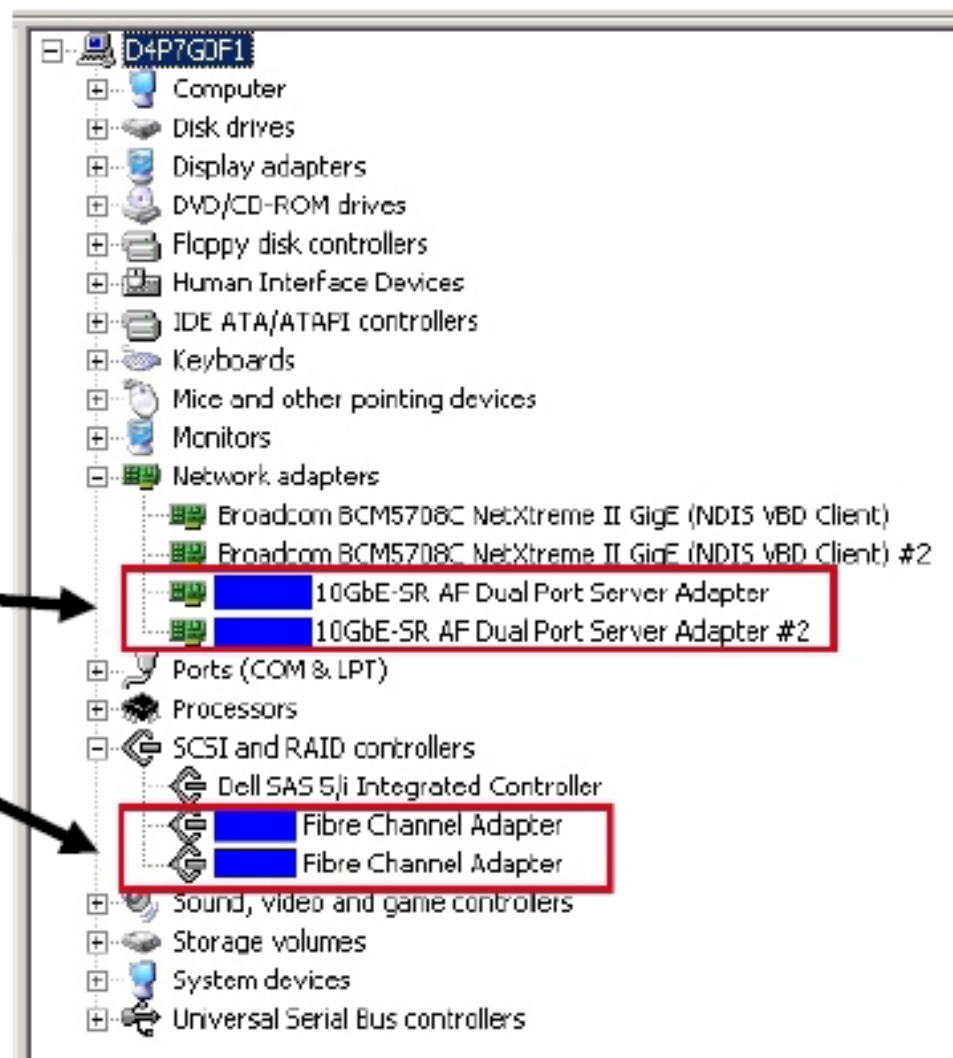 D4P7GDF1
Computer
Disk drives
Display adapters
DVD/CD-ROM drives
Floppy disk controllers
Human Interface Devices
IDE ATA/ATAPI controllers
Keyboards
Mice and other pointing devices
Monitors
Network adapters
Broadcom BCM5708C NetXtreme II GigE (NDIS VBD Client)
Broadcom BCM5708C NetXtreme II GigE (NDIS VBD Client) #2
10GbE-SR AF Dual Port Server Adapter
10GbE-SR AF Dual Port Server Adapter #2
Ports (COM & LPT)
Processors
SCSI and RAID controllers
Dell SAS 5/i Integrated Controller
Fibre Channel Adapter
Fibre Channel Adapter
Sound, video and game controllers
Storage volumes
System devices
Universal Serial Bus controllers